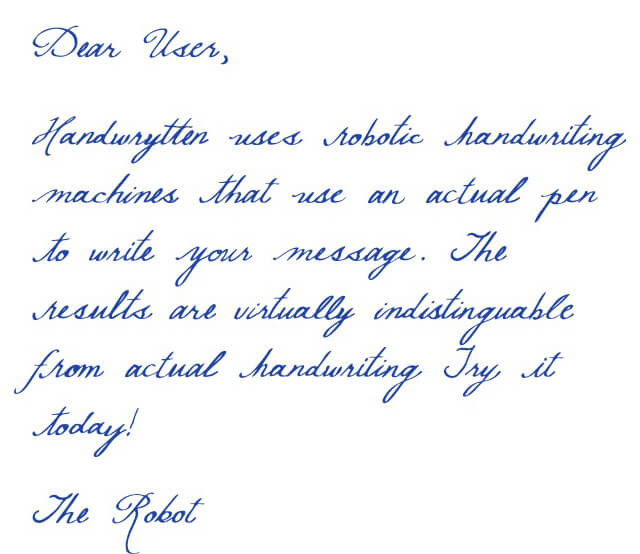 Dear User,
Handwrytten uses robotic handwriting
machines that use an actual pen
to write your message. The
results are virtually indistinguable
from actual handwriting Try it
today!
The Robot